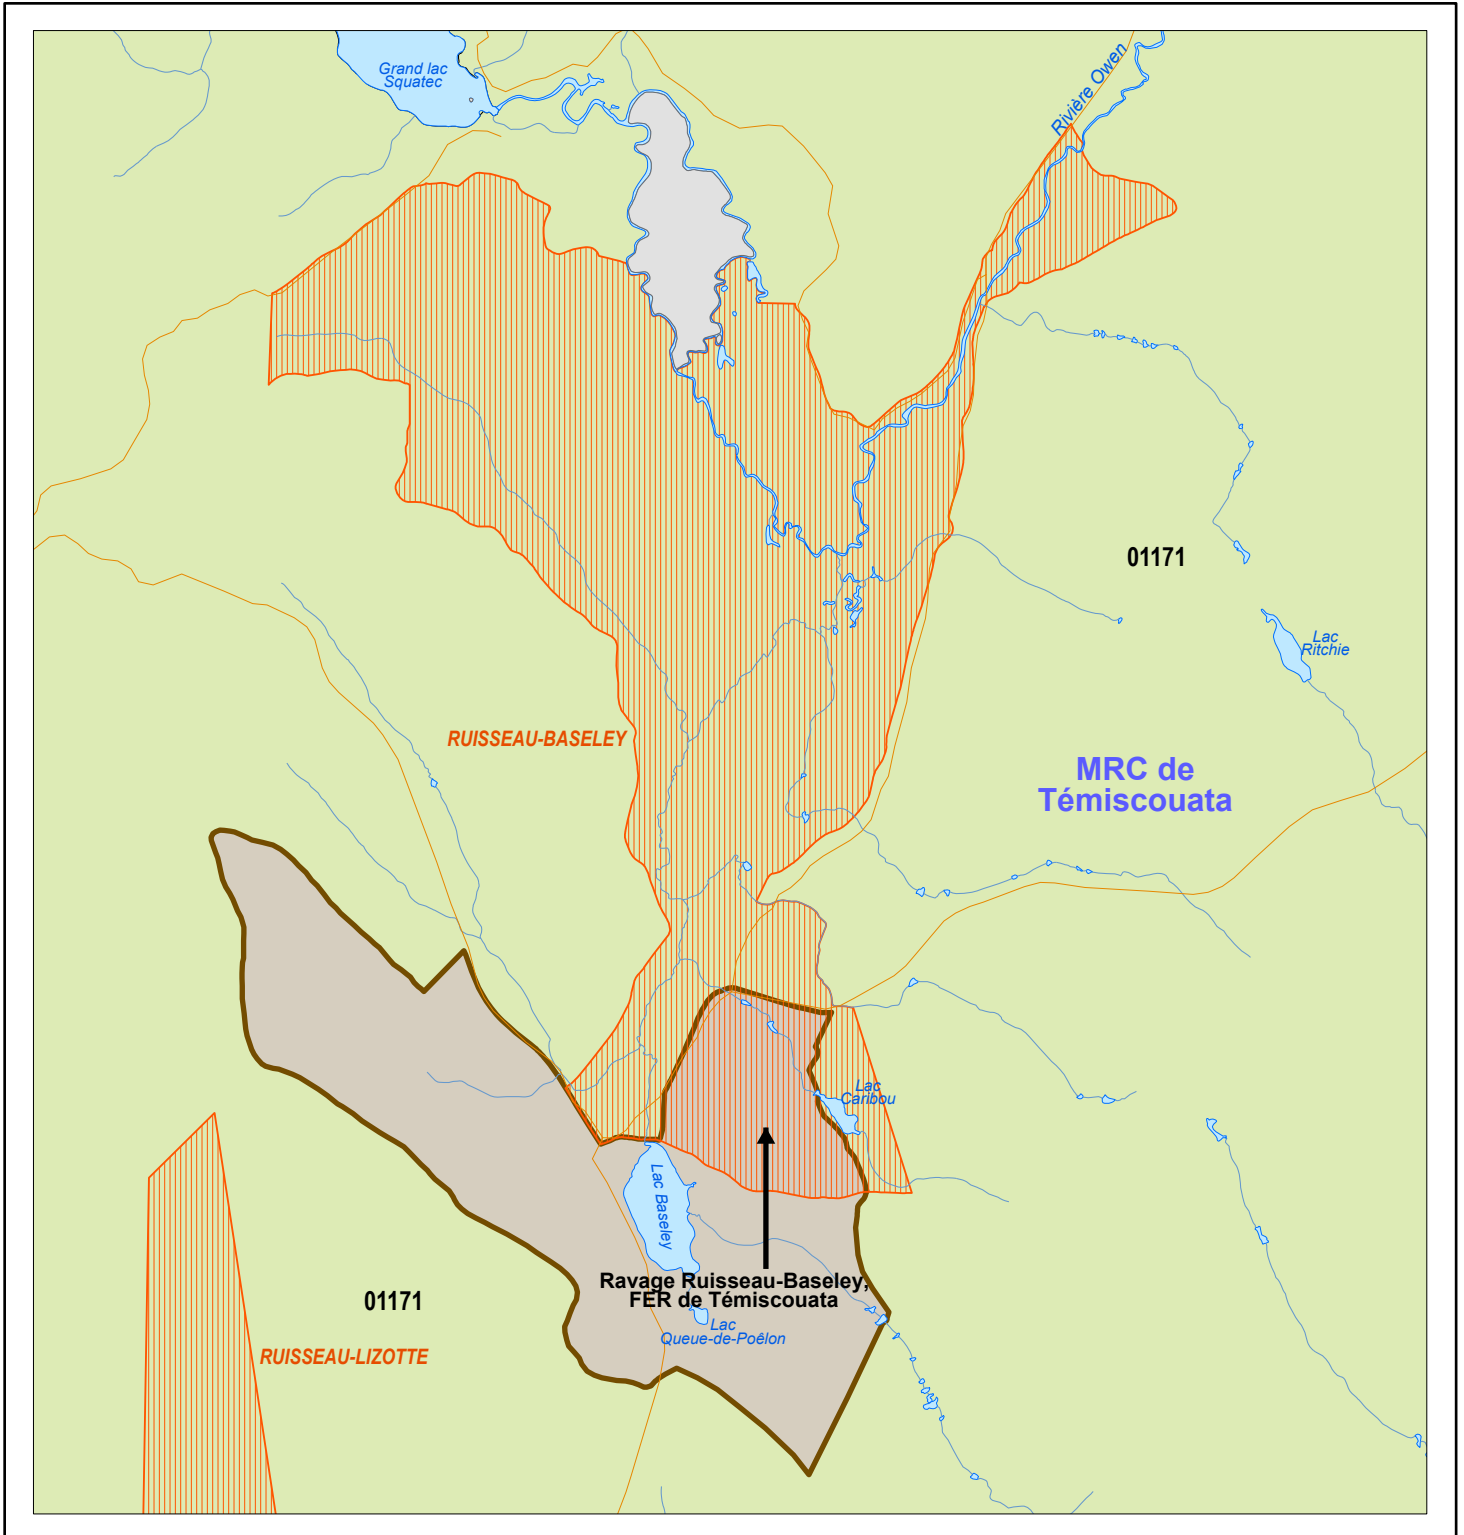 Grand lac
Squatec
Rivière Owen
01171
Lac
Ritchie
RUISSEAU-BASELEY
MRC de
Témiscouata
Lac
Caribou
Lac Baseley
Ravage Ruisseau-Baseley,
FER de Témiscouata
01171
Lac
Queue-de-Poêlon
RUISSEAU-LIZOTTE